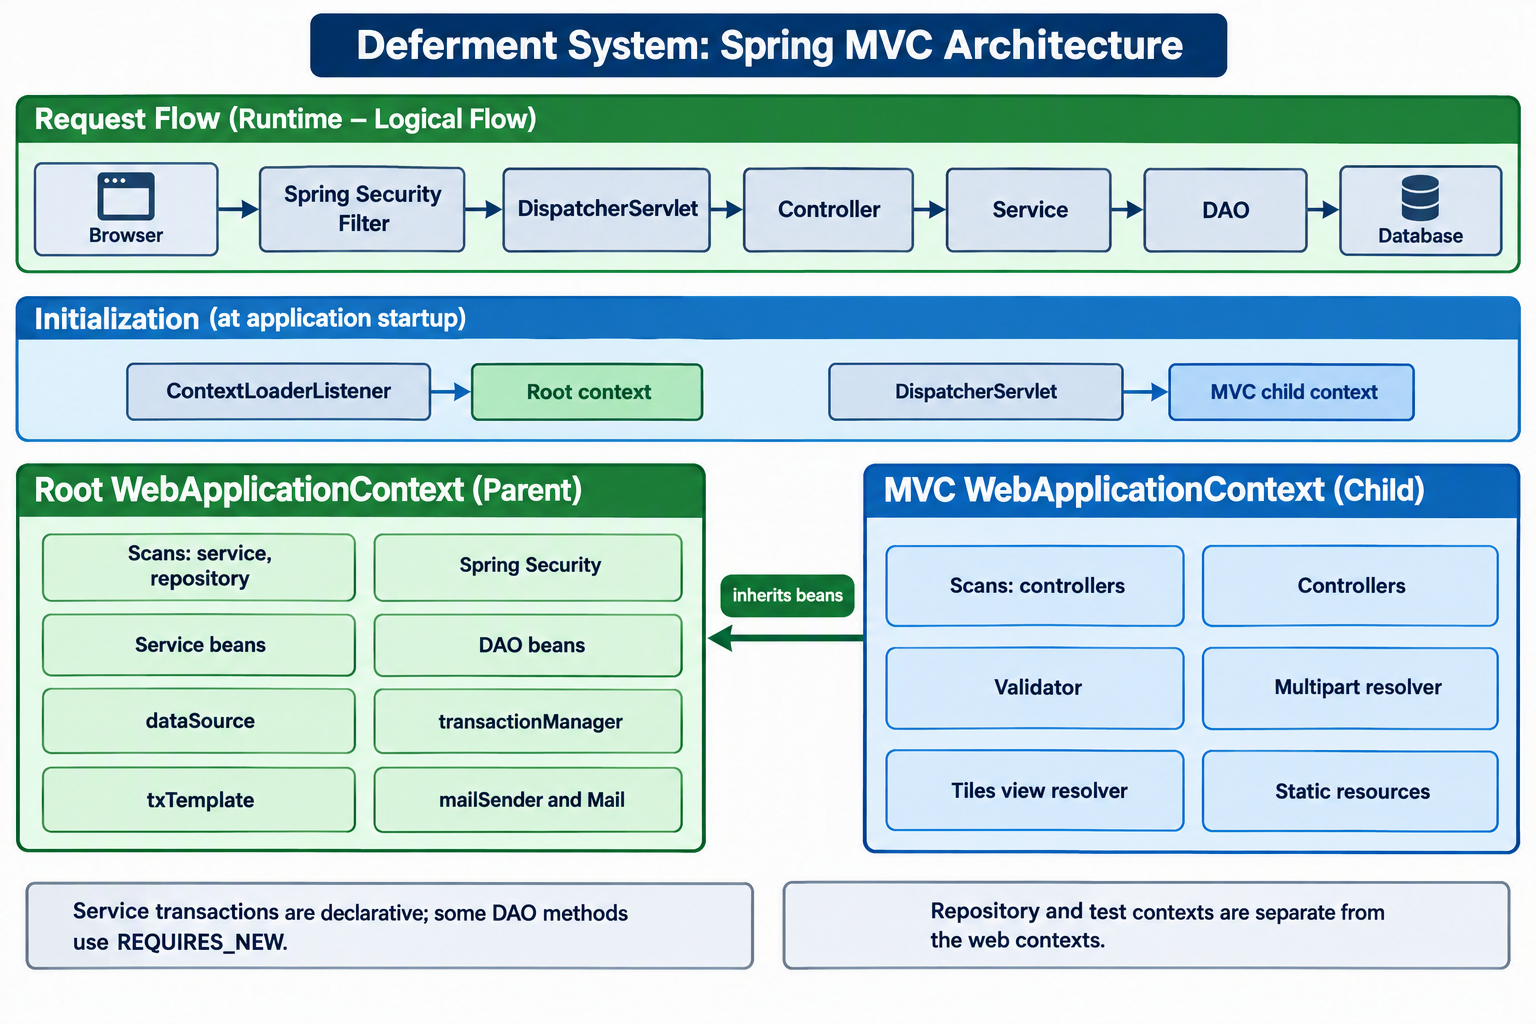 Deferment System: Spring MVC Architecture
Request Flow (Runtime – Logical Flow)
Browser
Spring Security
Filter
DispatcherServlet
Controller
Service
DAO
Database
Initialization (at application startup)
ContextLoaderListener
Root context
DispatcherServlet
MVC child context
Root WebApplicationContext (Parent)
Scans: service,
repository
Spring Security
Service beans
DAO beans
dataSource
transactionManager
txTemplate
mailSender and Mail
inherits beans
MVC WebApplicationContext (Child)
Scans: controllers
Controllers
Validator
Multipart resolver
Tiles view resolver
Static resources
Service transactions are declarative; some DAO methods
use REQUIRES_NEW.
Repository and test contexts are separate from
the web contexts.